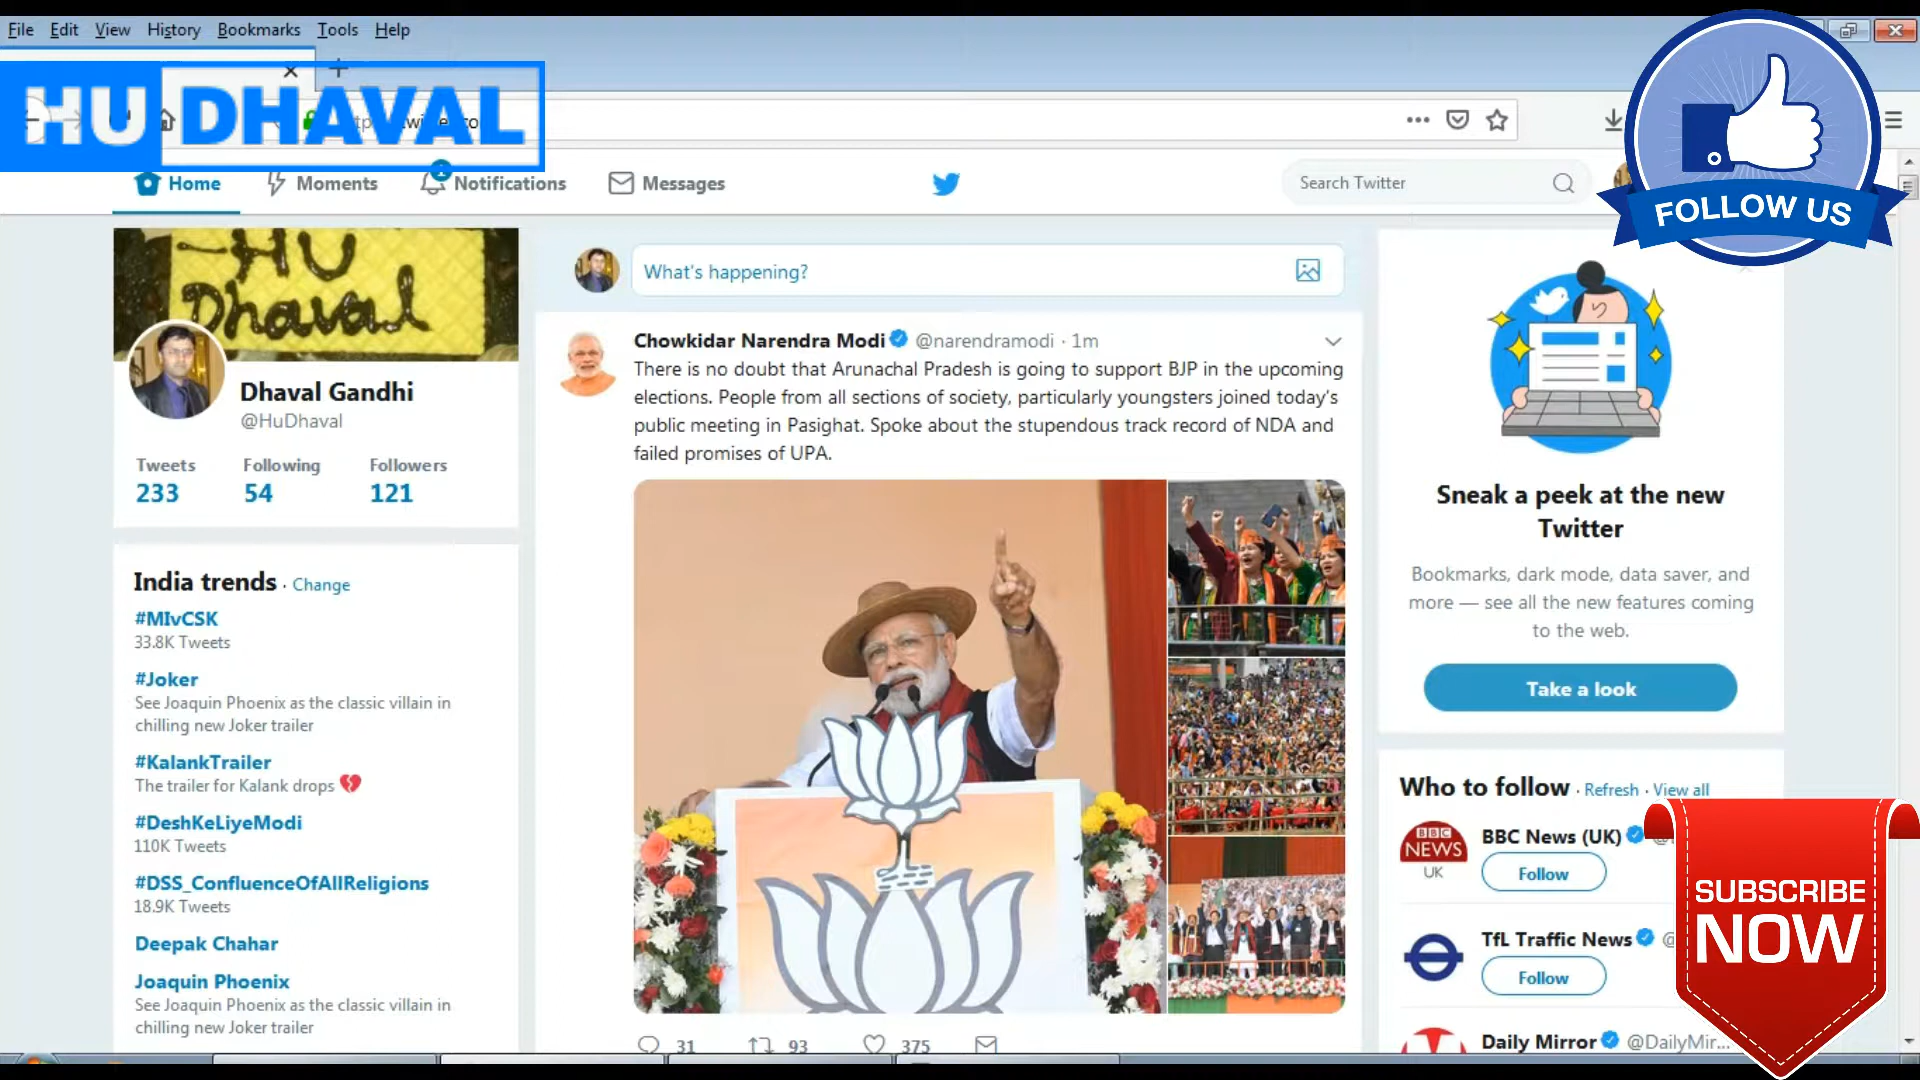 File Edit View History Bookmarks Tools Help
HU DHAVAL
FOLLOW US
Home Moments Notifications Messages
1
Search Twitter
HU
Dhaval
Dhaval Gandhi
@HuDhaval
Tweets Following Followers
233 54 121
India trends · Change
#MIvCSK
33.8K Tweets
#Joker
See Joaquin Phoenix as the classic villain in
chilling new Joker trailer
#KalankTrailer
The trailer for Kalank drops 💔
#DeshKeLiyeModi
110K Tweets
#DSS_ConfluenceOfAllReligions
18.9K Tweets
Deepak Chahar
Joaquin Phoenix
See Joaquin Phoenix as the classic villain in
chilling new Joker trailer
What's happening?
Chowkidar Narendra Modi @narendramodi · 1m
There is no doubt that Arunachal Pradesh is going to support BJP in the upcoming
elections. People from all sections of society, particularly youngsters joined today's
public meeting in Pasighat. Spoke about the stupendous track record of NDA and
failed promises of UPA.
31 93 375
Sneak a peek at the new
Twitter
Bookmarks, dark mode, data saver, and
more — see all the new features coming
to the web.
Take a look
Who to follow · Refresh · View all
BBC NEWS UK
BBC News (UK)
Follow
TfL Traffic News
Follow
Daily Mirror @DailyMir...
SUBSCRIBE
NOW